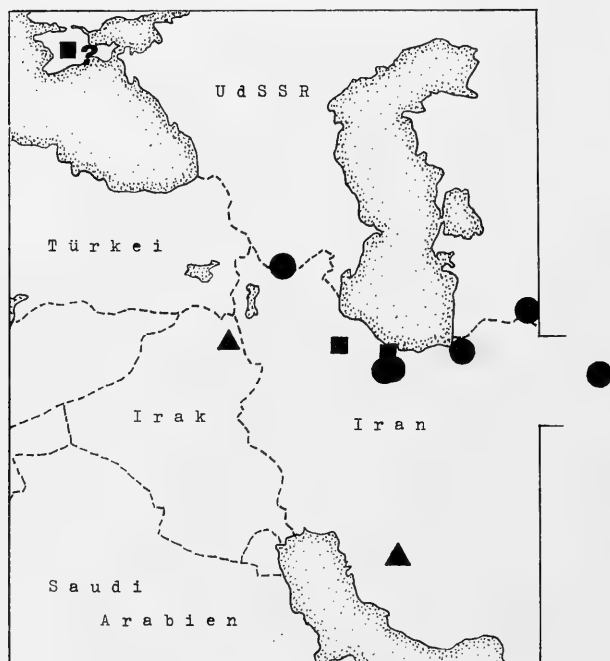 ?
UdSSR
Türkei
Irak
Iran
Saudi
Arabien